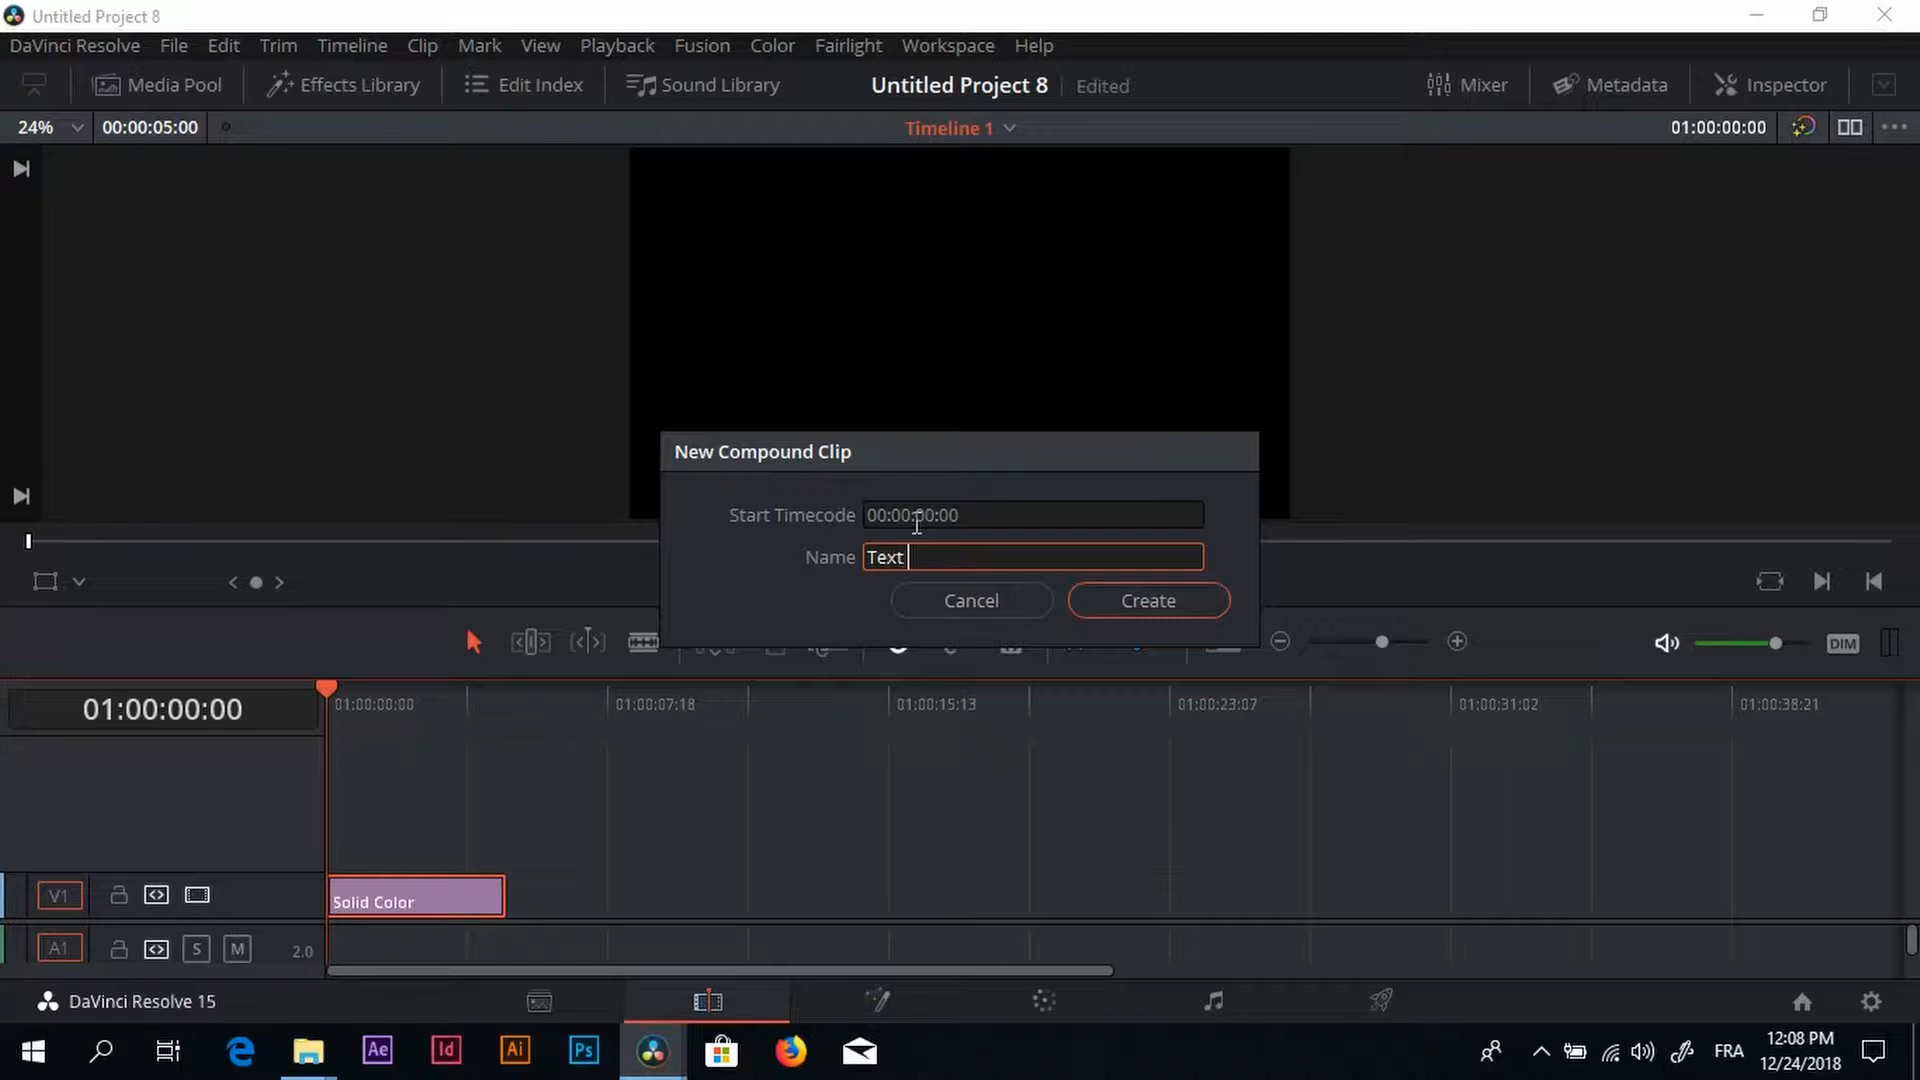 Untitled Project 8
DaVinci Resolve File Edit Trim Timeline Clip Mark View Playback Fusion Color Fairlight Workspace Help
Media Pool Effects Library Edit Index Sound Library Untitled Project 8 Edited Mixer Metadata Inspector
24% 00:00:05:00 Timeline 1 01:00:00:00
New Compound Clip
Start Timecode 00:00:00:00
Name Text
Cancel Create
DIM
01:00:00:00 01:00:00:00 01:00:07:18 01:00:15:13 01:00:23:07 01:00:31:02 01:00:38:21
V1 Solid Color
A1 S M 2.0
DaVinci Resolve 15
Ae Id Ai Ps FRA 12:08 PM
12/24/2018